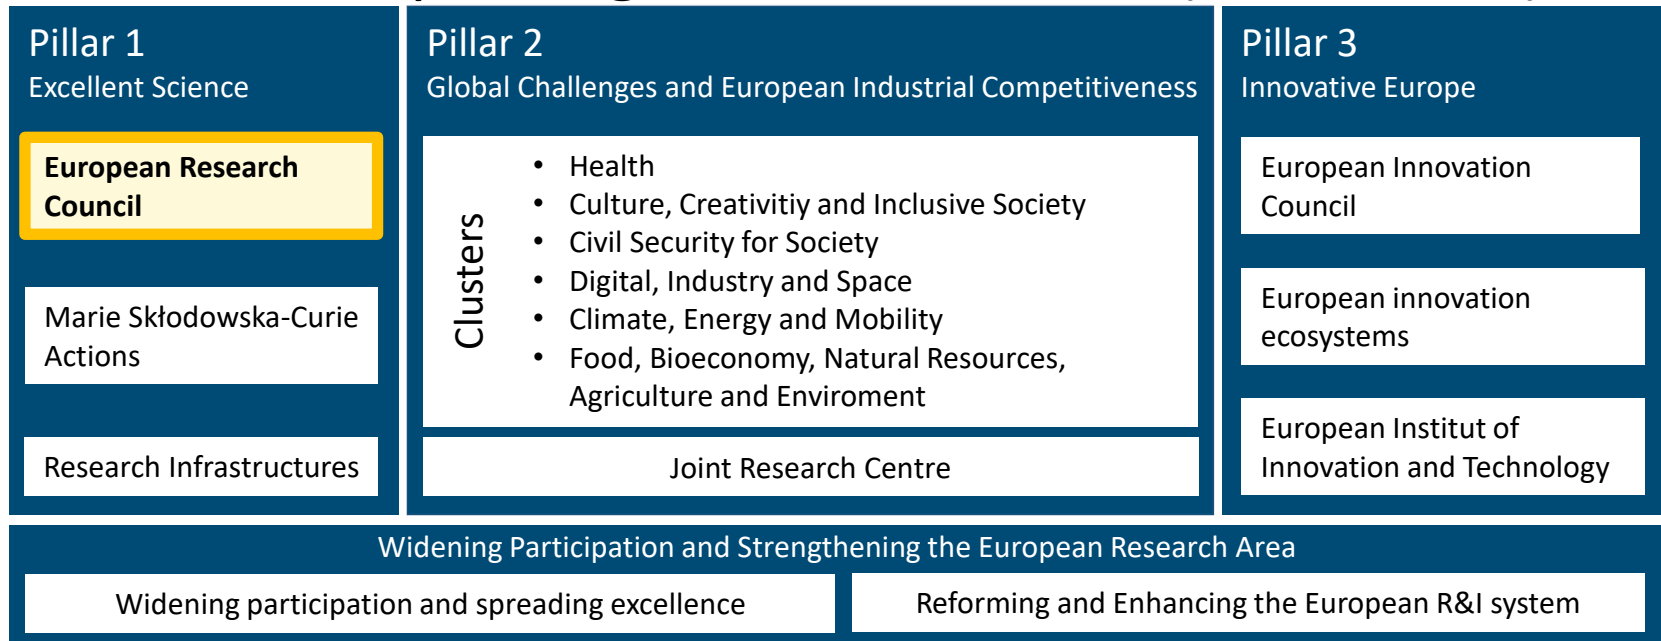 Pillar 1
Excellent Science
European Research
Council
Marie Skłodowska-Curie
Actions
Research Infrastructures
Pillar 2
Global Challenges and European Industrial Competitiveness
Clusters
• Health
• Culture, Creativitiy and Inclusive Society
• Civil Security for Society
• Digital, Industry and Space
• Climate, Energy and Mobility
• Food, Bioeconomy, Natural Resources,
Agriculture and Enviroment
Joint Research Centre
Pillar 3
Innovative Europe
European Innovation
Council
European innovation
ecosystems
European Institut of
Innovation and Technology
Widening Participation and Strengthening the European Research Area
Widening participation and spreading excellence
Reforming and Enhancing the European R&I system